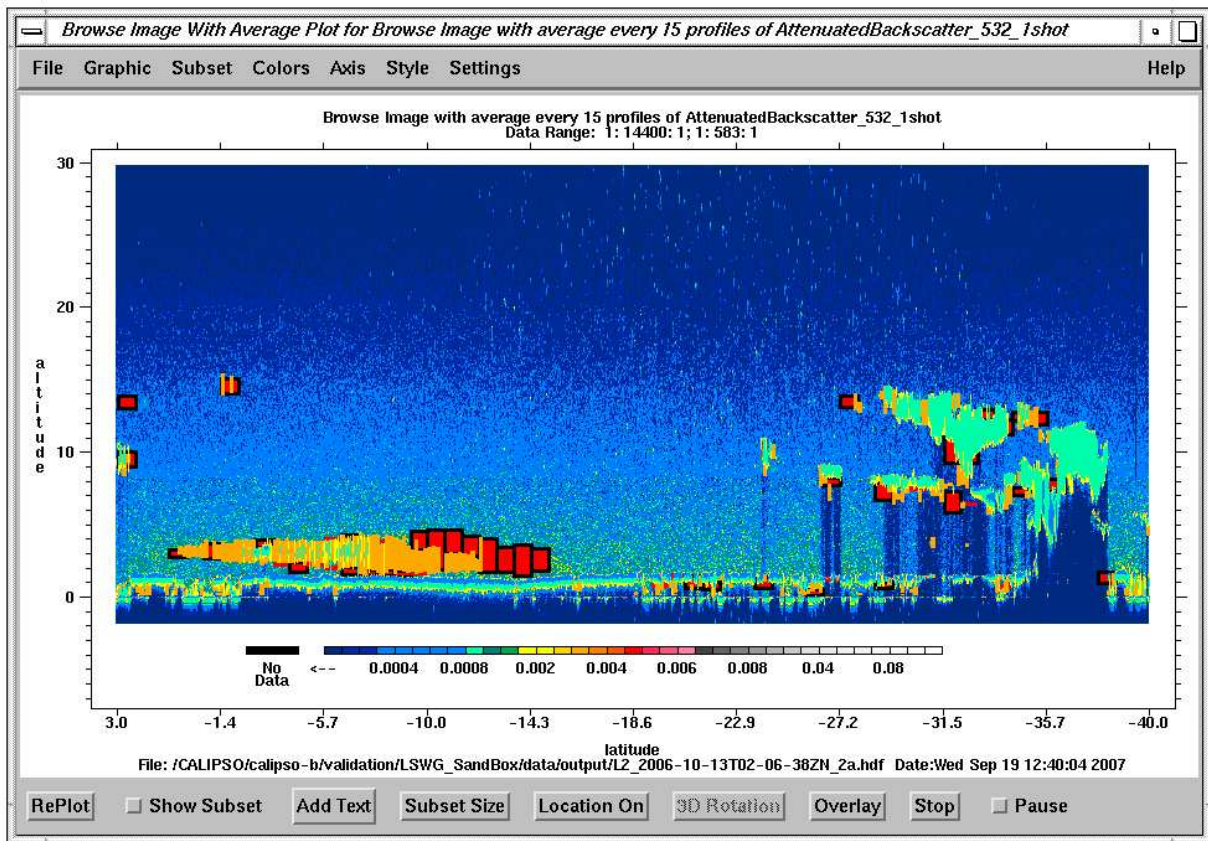 Browse Image With Average Plot for Browse Image with average every 15 profiles of AttenuatedBackscatter_532_1shot
File Graphic Subset Colors Axis Style Settings Help
Browse Image with average every 15 profiles of AttenuatedBackscatter_532_1shot
Data Range: 1: 14400: 1; 1: 583: 1
30
20
altitude
10
0
No Data
<-- 0.0004 0.0008 0.002 0.004 0.006 0.008 0.04 0.08
3.0 -1.4 -5.7 -10.0 -14.3 -18.6 -22.9 -27.2 -31.5 -35.7 -40.0
latitude
File: /CALIPSO/calipso-b/validation/LSWG_SandBox/data/output/L2_2006-10-13T02-06-38ZN_2a.hdf Date:Wed Sep 19 12:40:04 2007
RePlot Show Subset Add Text Subset Size Location On 3D Rotation Overlay Stop Pause